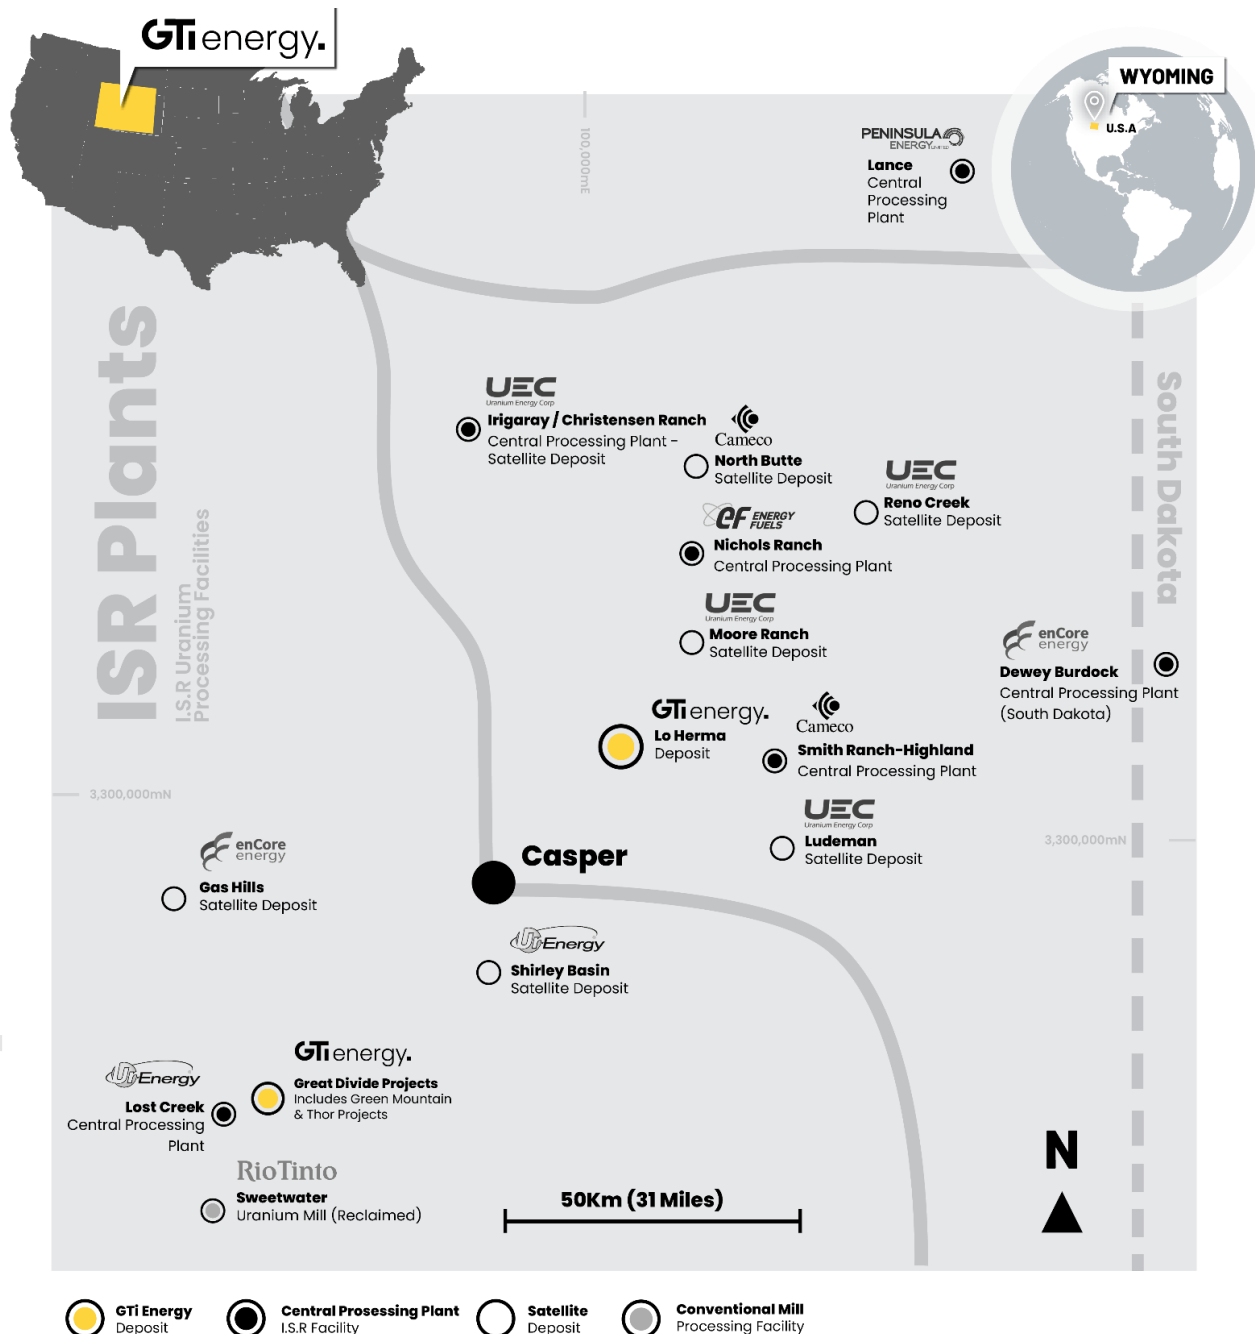 GTi energy.
WYOMING
U.S.A
100,000mE
PENINSULA
ENERGY LIMITED
Lance
Central
Processing
Plant
ISR Plants
I.S.R Uranium
Processing Facilities
South Dakota
UEC
Uranium Energy Corp
Irigaray / Christensen Ranch
Central Processing Plant -
Satellite Deposit
Cameco
North Butte
Satellite Deposit
UEC
Uranium Energy Corp
Reno Creek
Satellite Deposit
eF ENERGY
FUELS
Nichols Ranch
Central Processing Plant
UEC
Uranium Energy Corp
Moore Ranch
Satellite Deposit
enCore
energy
Dewey Burdock
Central Processing Plant
(South Dakota)
GTi energy.
Lo Herma
Deposit
Cameco
Smith Ranch-Highland
Central Processing Plant
3,300,000mN
UEC
Uranium Energy Corp
Ludeman
Satellite Deposit
3,300,000mN
enCore
energy
Gas Hills
Satellite Deposit
Casper
Ur Energy
Shirley Basin
Satellite Deposit
GTi energy.
Great Divide Projects
Includes Green Mountain
& Thor Projects
Ur Energy
Lost Creek
Central Processing
Plant
RioTinto
Sweetwater
Uranium Mill (Reclaimed)
50Km (31 Miles)
N
GTi Energy
Deposit
Central Prosessing Plant
I.S.R Facility
Satellite
Deposit
Conventional Mill
Processing Facility